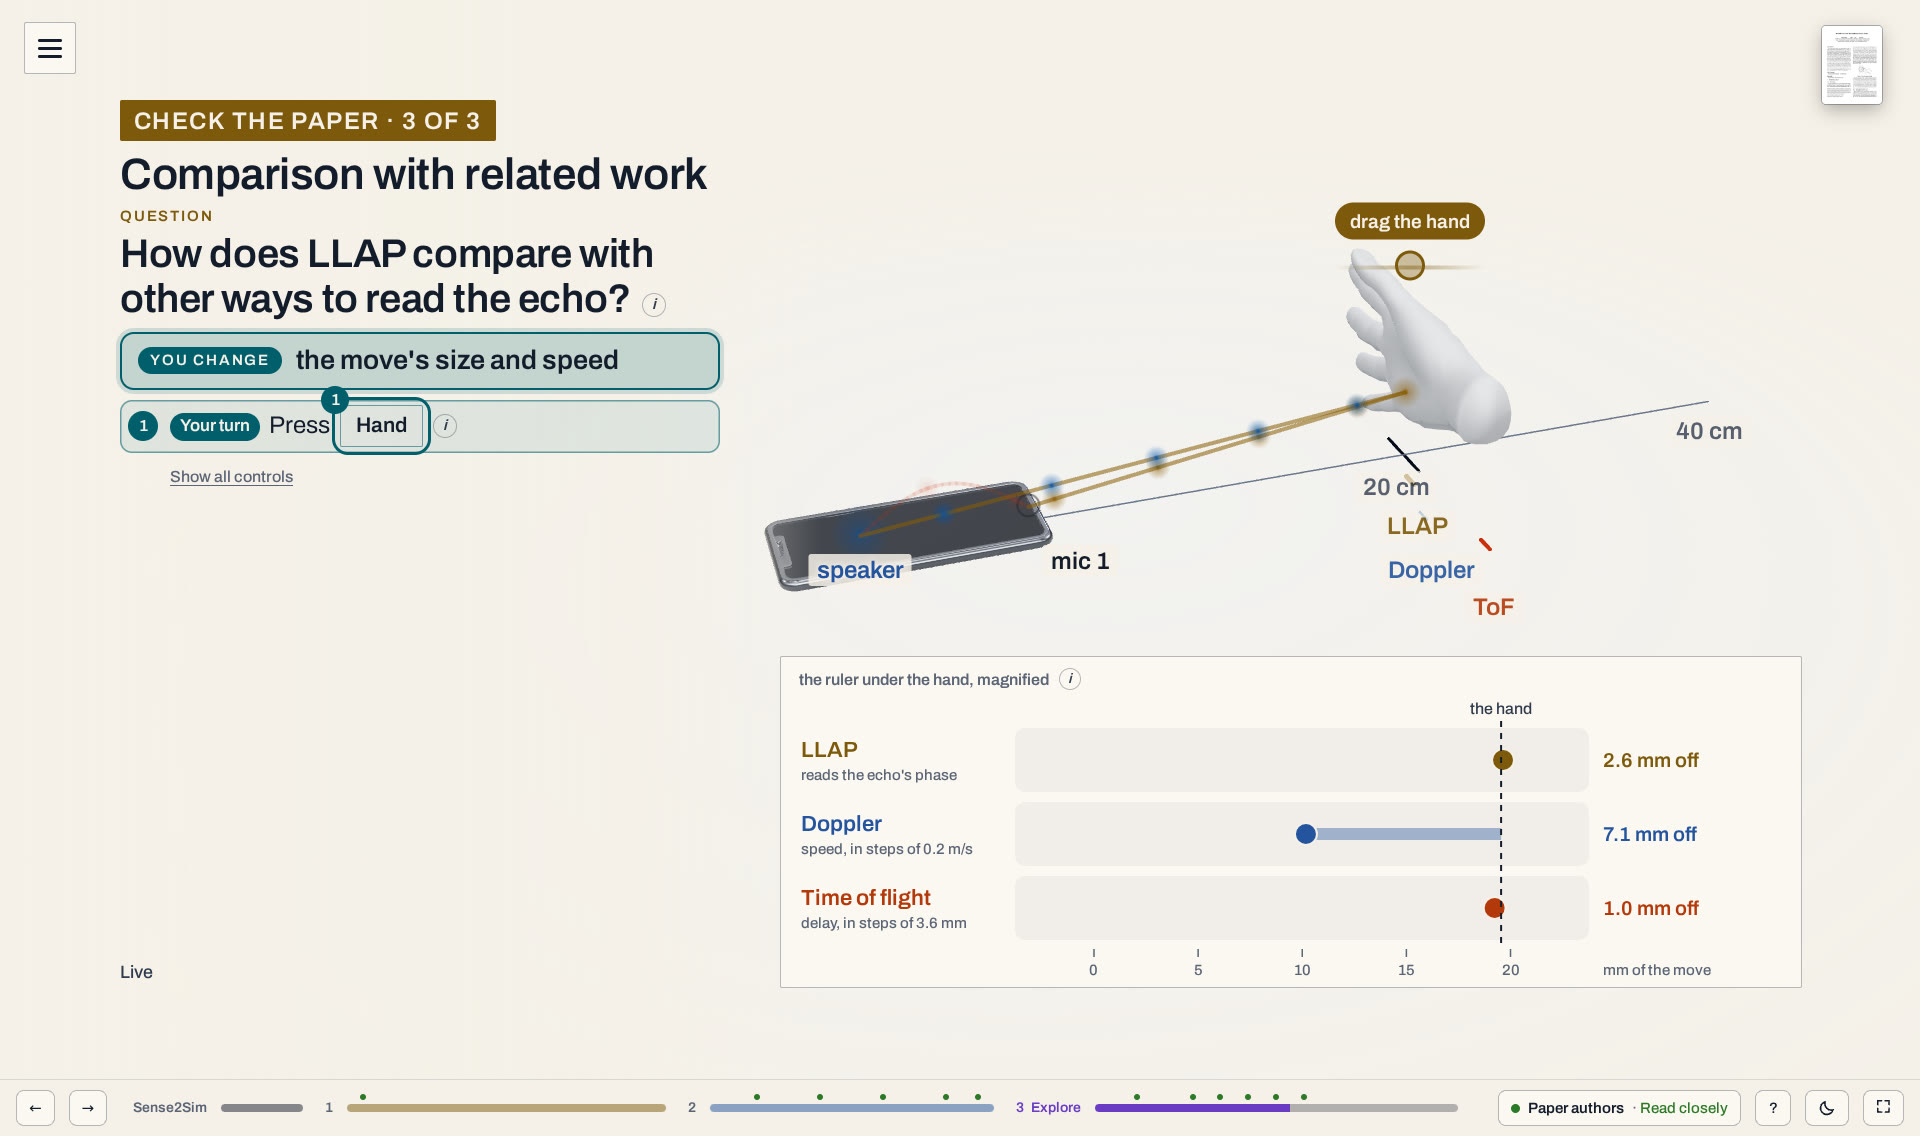 CHECK THE PAPER · 3 OF 3
Comparison with related work
QUESTION
How does LLAP compare with
other ways to read the echo? i
YOU CHANGE the move's size and speed
1
1 Your turn Press Hand i
Show all controls
drag the hand
40 cm
20 cm
LLAP
Doppler
ToF
speaker
mic 1
the ruler under the hand, magnified i
the hand
LLAP
reads the echo's phase
2.6 mm off
Doppler
speed, in steps of 0.2 m/s
7.1 mm off
Time of flight
delay, in steps of 3.6 mm
1.0 mm off
0 5 10 15 20 mm of the move
Live
← → Sense2Sim 1 2 3 Explore Paper authors · Read closely ?